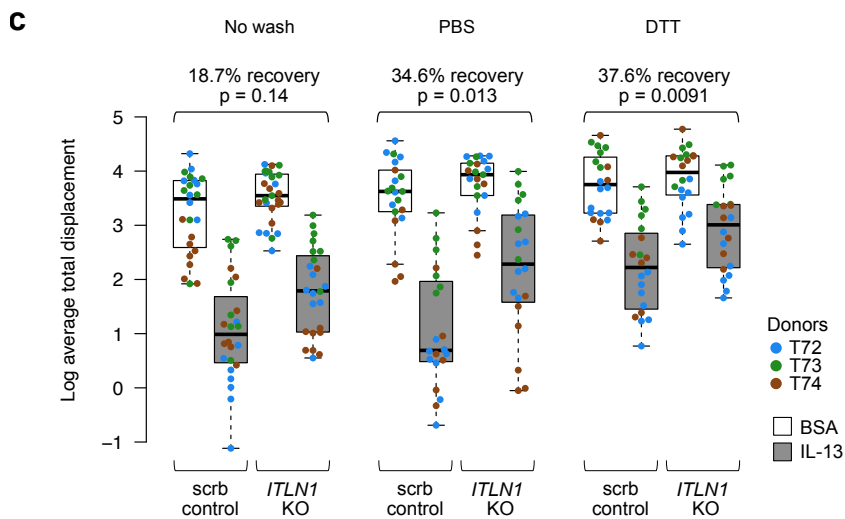 c
No wash
PBS
DTT
18.7% recovery
p = 0.14
34.6% recovery
p = 0.013
37.6% recovery
p = 0.0091
Log average total displacement
5
4
3
2
1
0
−1
scrb
control
ITLN1
KO
scrb
control
ITLN1
KO
scrb
control
ITLN1
KO
Donors
T72
T73
T74
BSA
IL-13